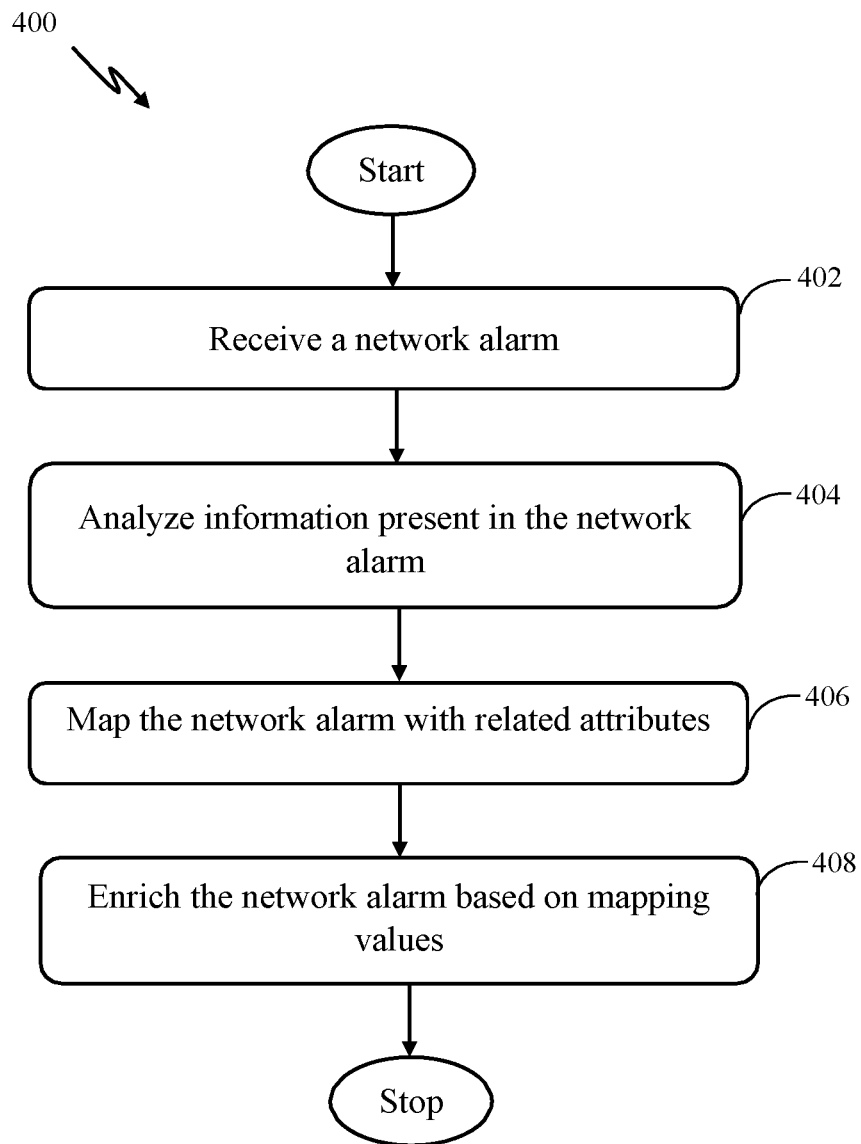 400
Start
402
Receive a network alarm
404
Analyze information present in the network
alarm
406
Map the network alarm with related attributes
408
Enrich the network alarm based on mapping
values
Stop